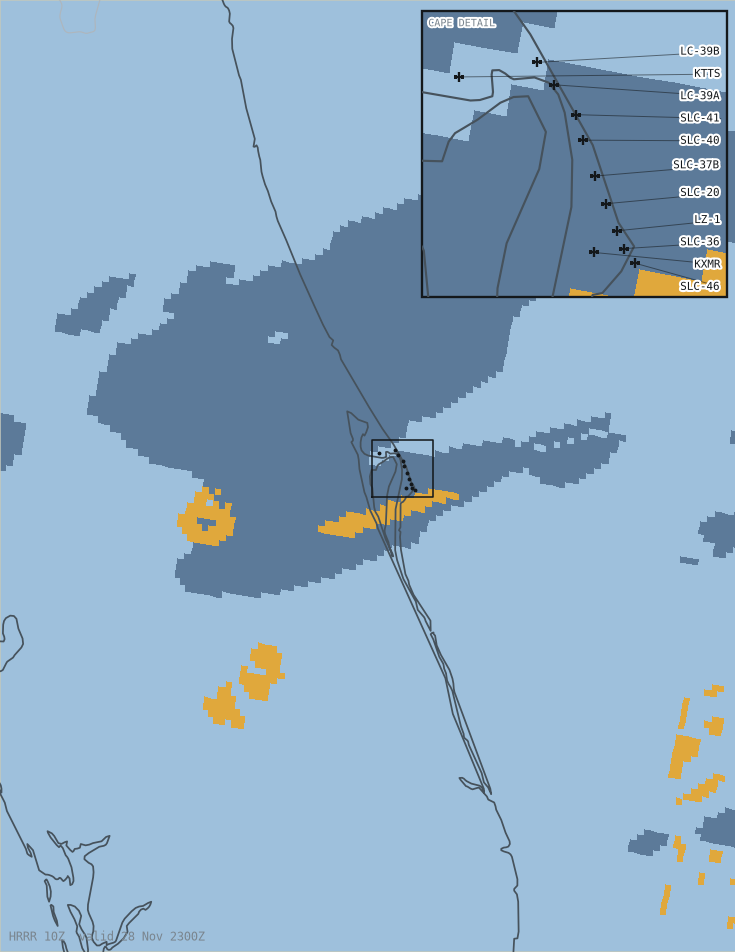 CAPE DETAIL
LC-39B
KTTS
LC-39A
SLC-41
SLC-40
SLC-37B
SLC-20
LZ-1
SLC-36
KXMR
SLC-46
HRRR 10Z  valid 28 Nov 2300Z